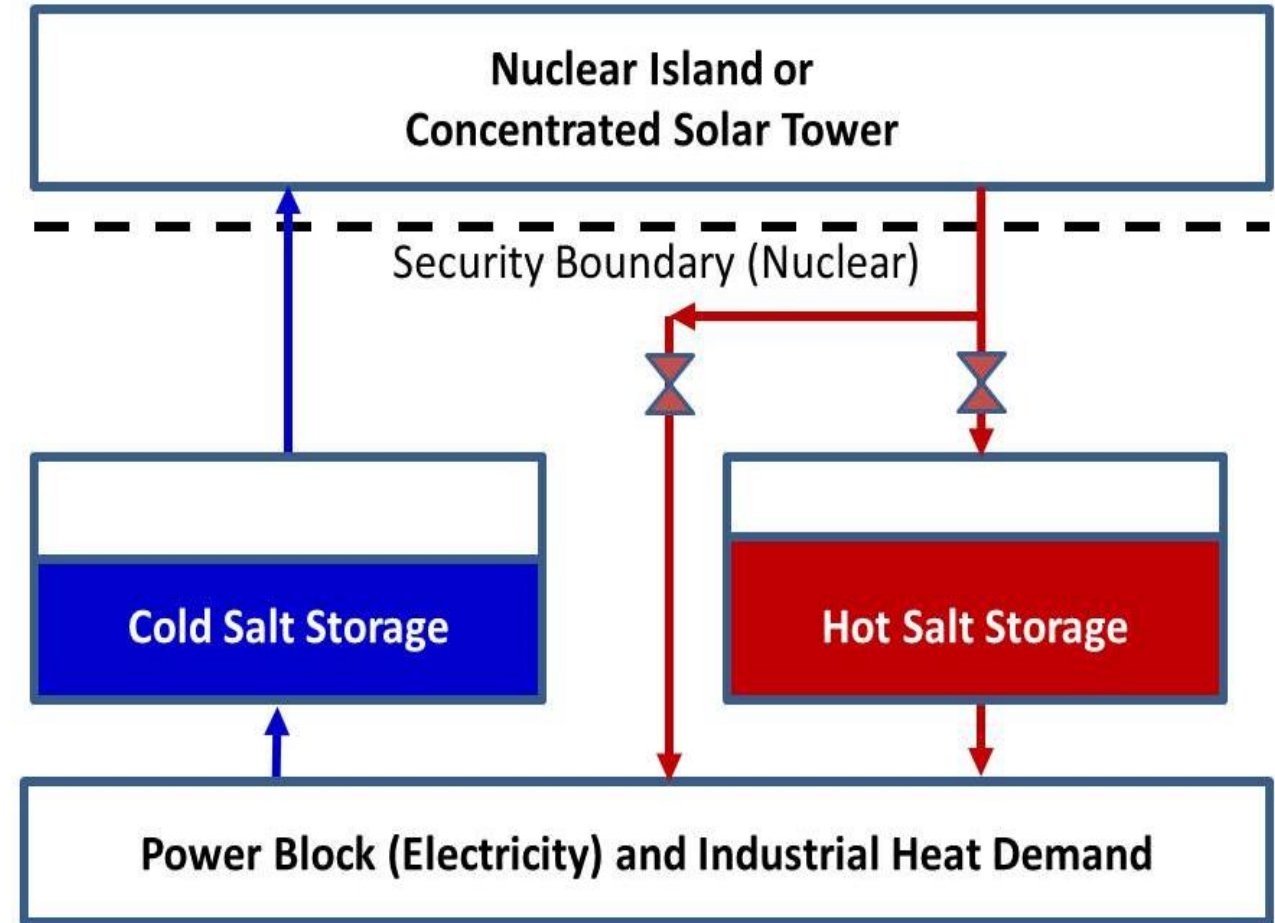 Nuclear Island or
Concentrated Solar Tower
Security Boundary (Nuclear)
Cold Salt Storage
Hot Salt Storage
Power Block (Electricity) and Industrial Heat Demand